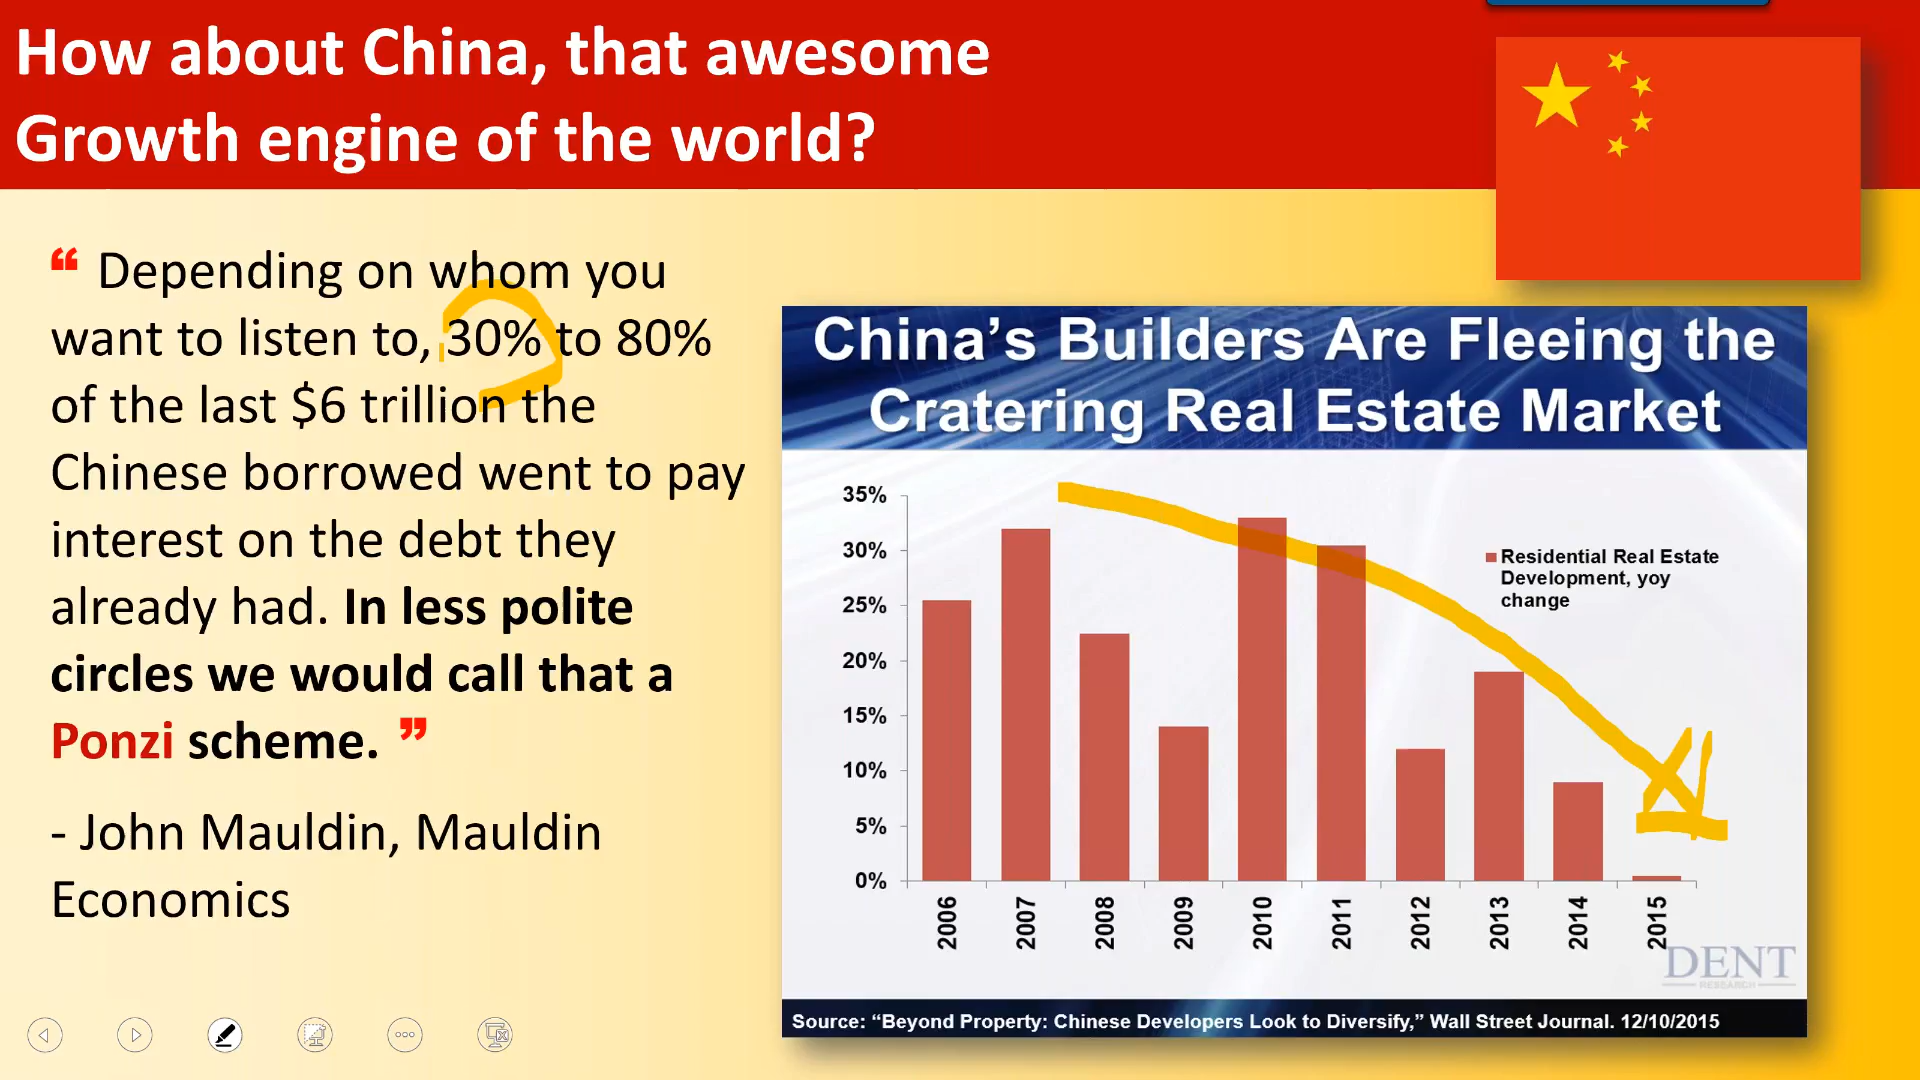 How about China, that awesome
Growth engine of the world?
❝ Depending on whom you
want to listen to, 30% to 80%
of the last $6 trillion the
Chinese borrowed went to pay
interest on the debt they
already had. In less polite
circles we would call that a
Ponzi scheme. ❞
- John Mauldin, Mauldin
Economics
China's Builders Are Fleeing the
Cratering Real Estate Market
35%
30%
25%
20%
15%
10%
5%
0%
Residential Real Estate
Development, yoy
change
2006
2007
2008
2009
2010
2011
2012
2013
2014
2015
DENT
RESEARCH
Source: “Beyond Property: Chinese Developers Look to Diversify,” Wall Street Journal. 12/10/2015